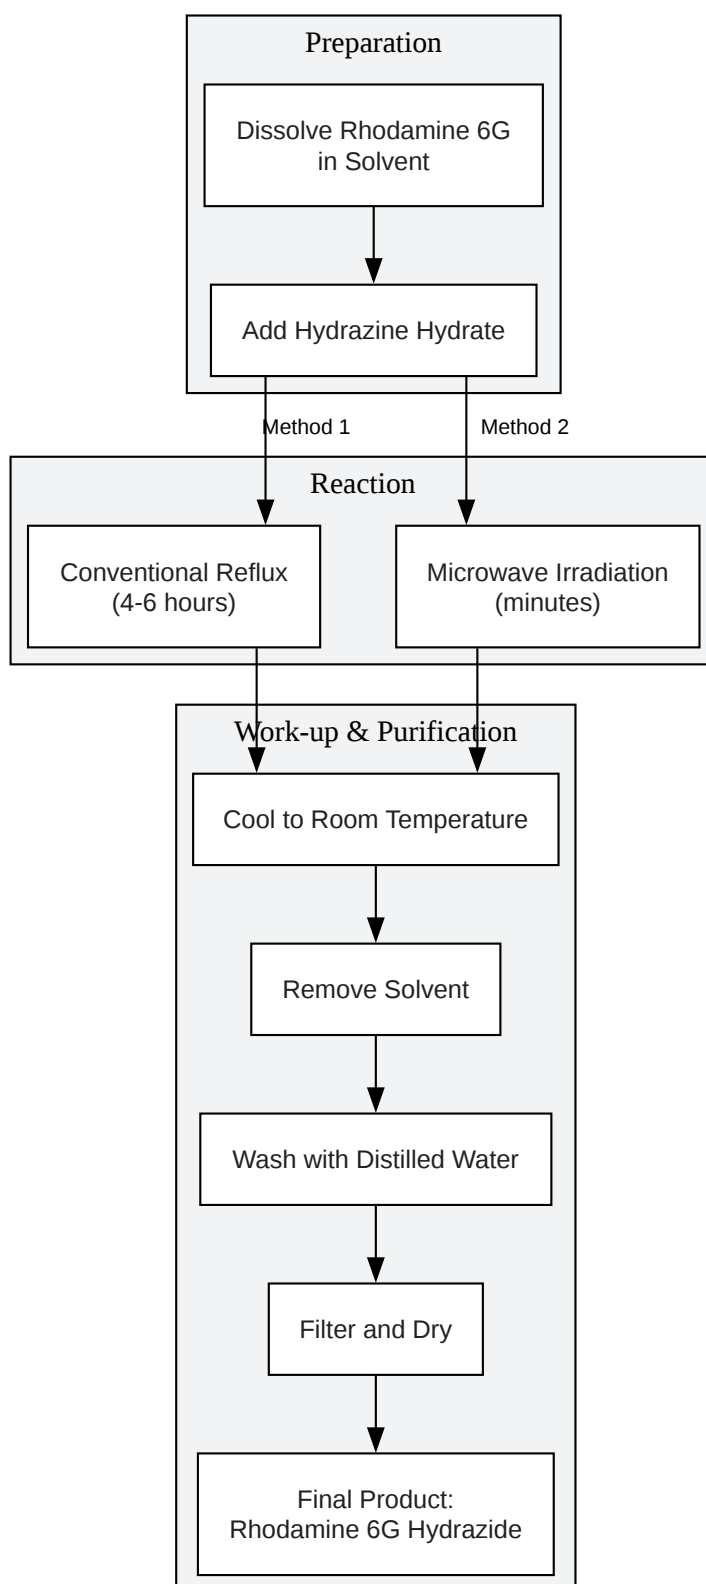 Preparation
Dissolve Rhodamine 6G
in Solvent
Add Hydrazine Hydrate
Method 1
Method 2
Reaction
Conventional Reflux
(4-6 hours)
Microwave Irradiation
(minutes)
Work-up & Purification
Cool to Room Temperature
Remove Solvent
Wash with Distilled Water
Filter and Dry
Final Product:
Rhodamine 6G Hydrazide